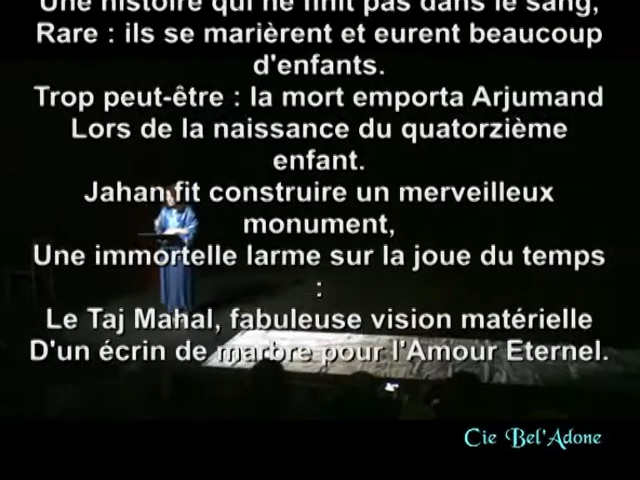 Une histoire qui ne finit pas dans le sang,
Rare : ils se marièrent et eurent beaucoup
d'enfants.
Trop peut-être : la mort emporta Arjumand
Lors de la naissance du quatorzième
enfant.
Jahan fit construire un merveilleux
monument,
Une immortelle larme sur la joue du temps
:
Le Taj Mahal, fabuleuse vision matérielle
D'un écrin de marbre pour l'Amour Eternel.
Cie Bel'Adone